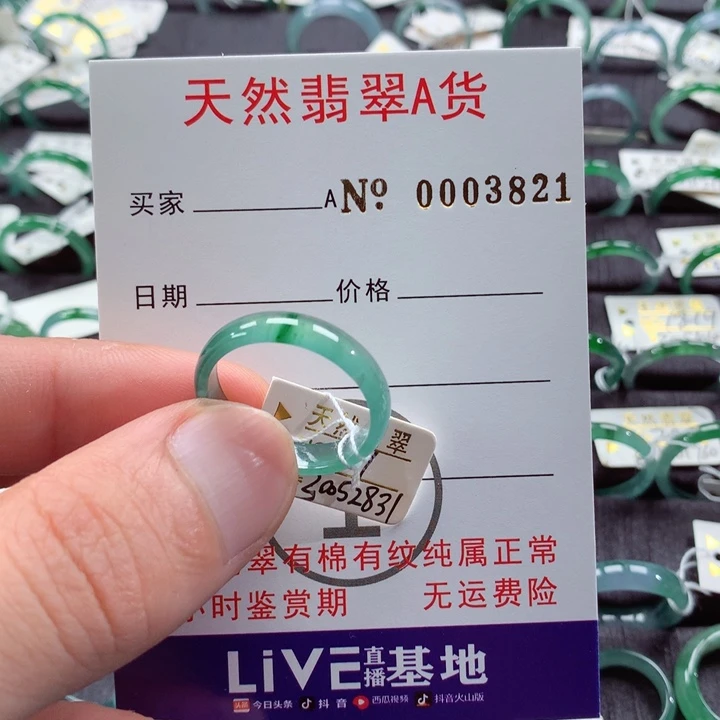 天然翡翠A货
买家 A№ 0003821
日期 价格
天然 翡翠
20052831
翠有棉有纹纯属正常
小时鉴赏期 无运费险
LiVE直播基地
头条 今日头条 抖音 西瓜视频 抖音火山版